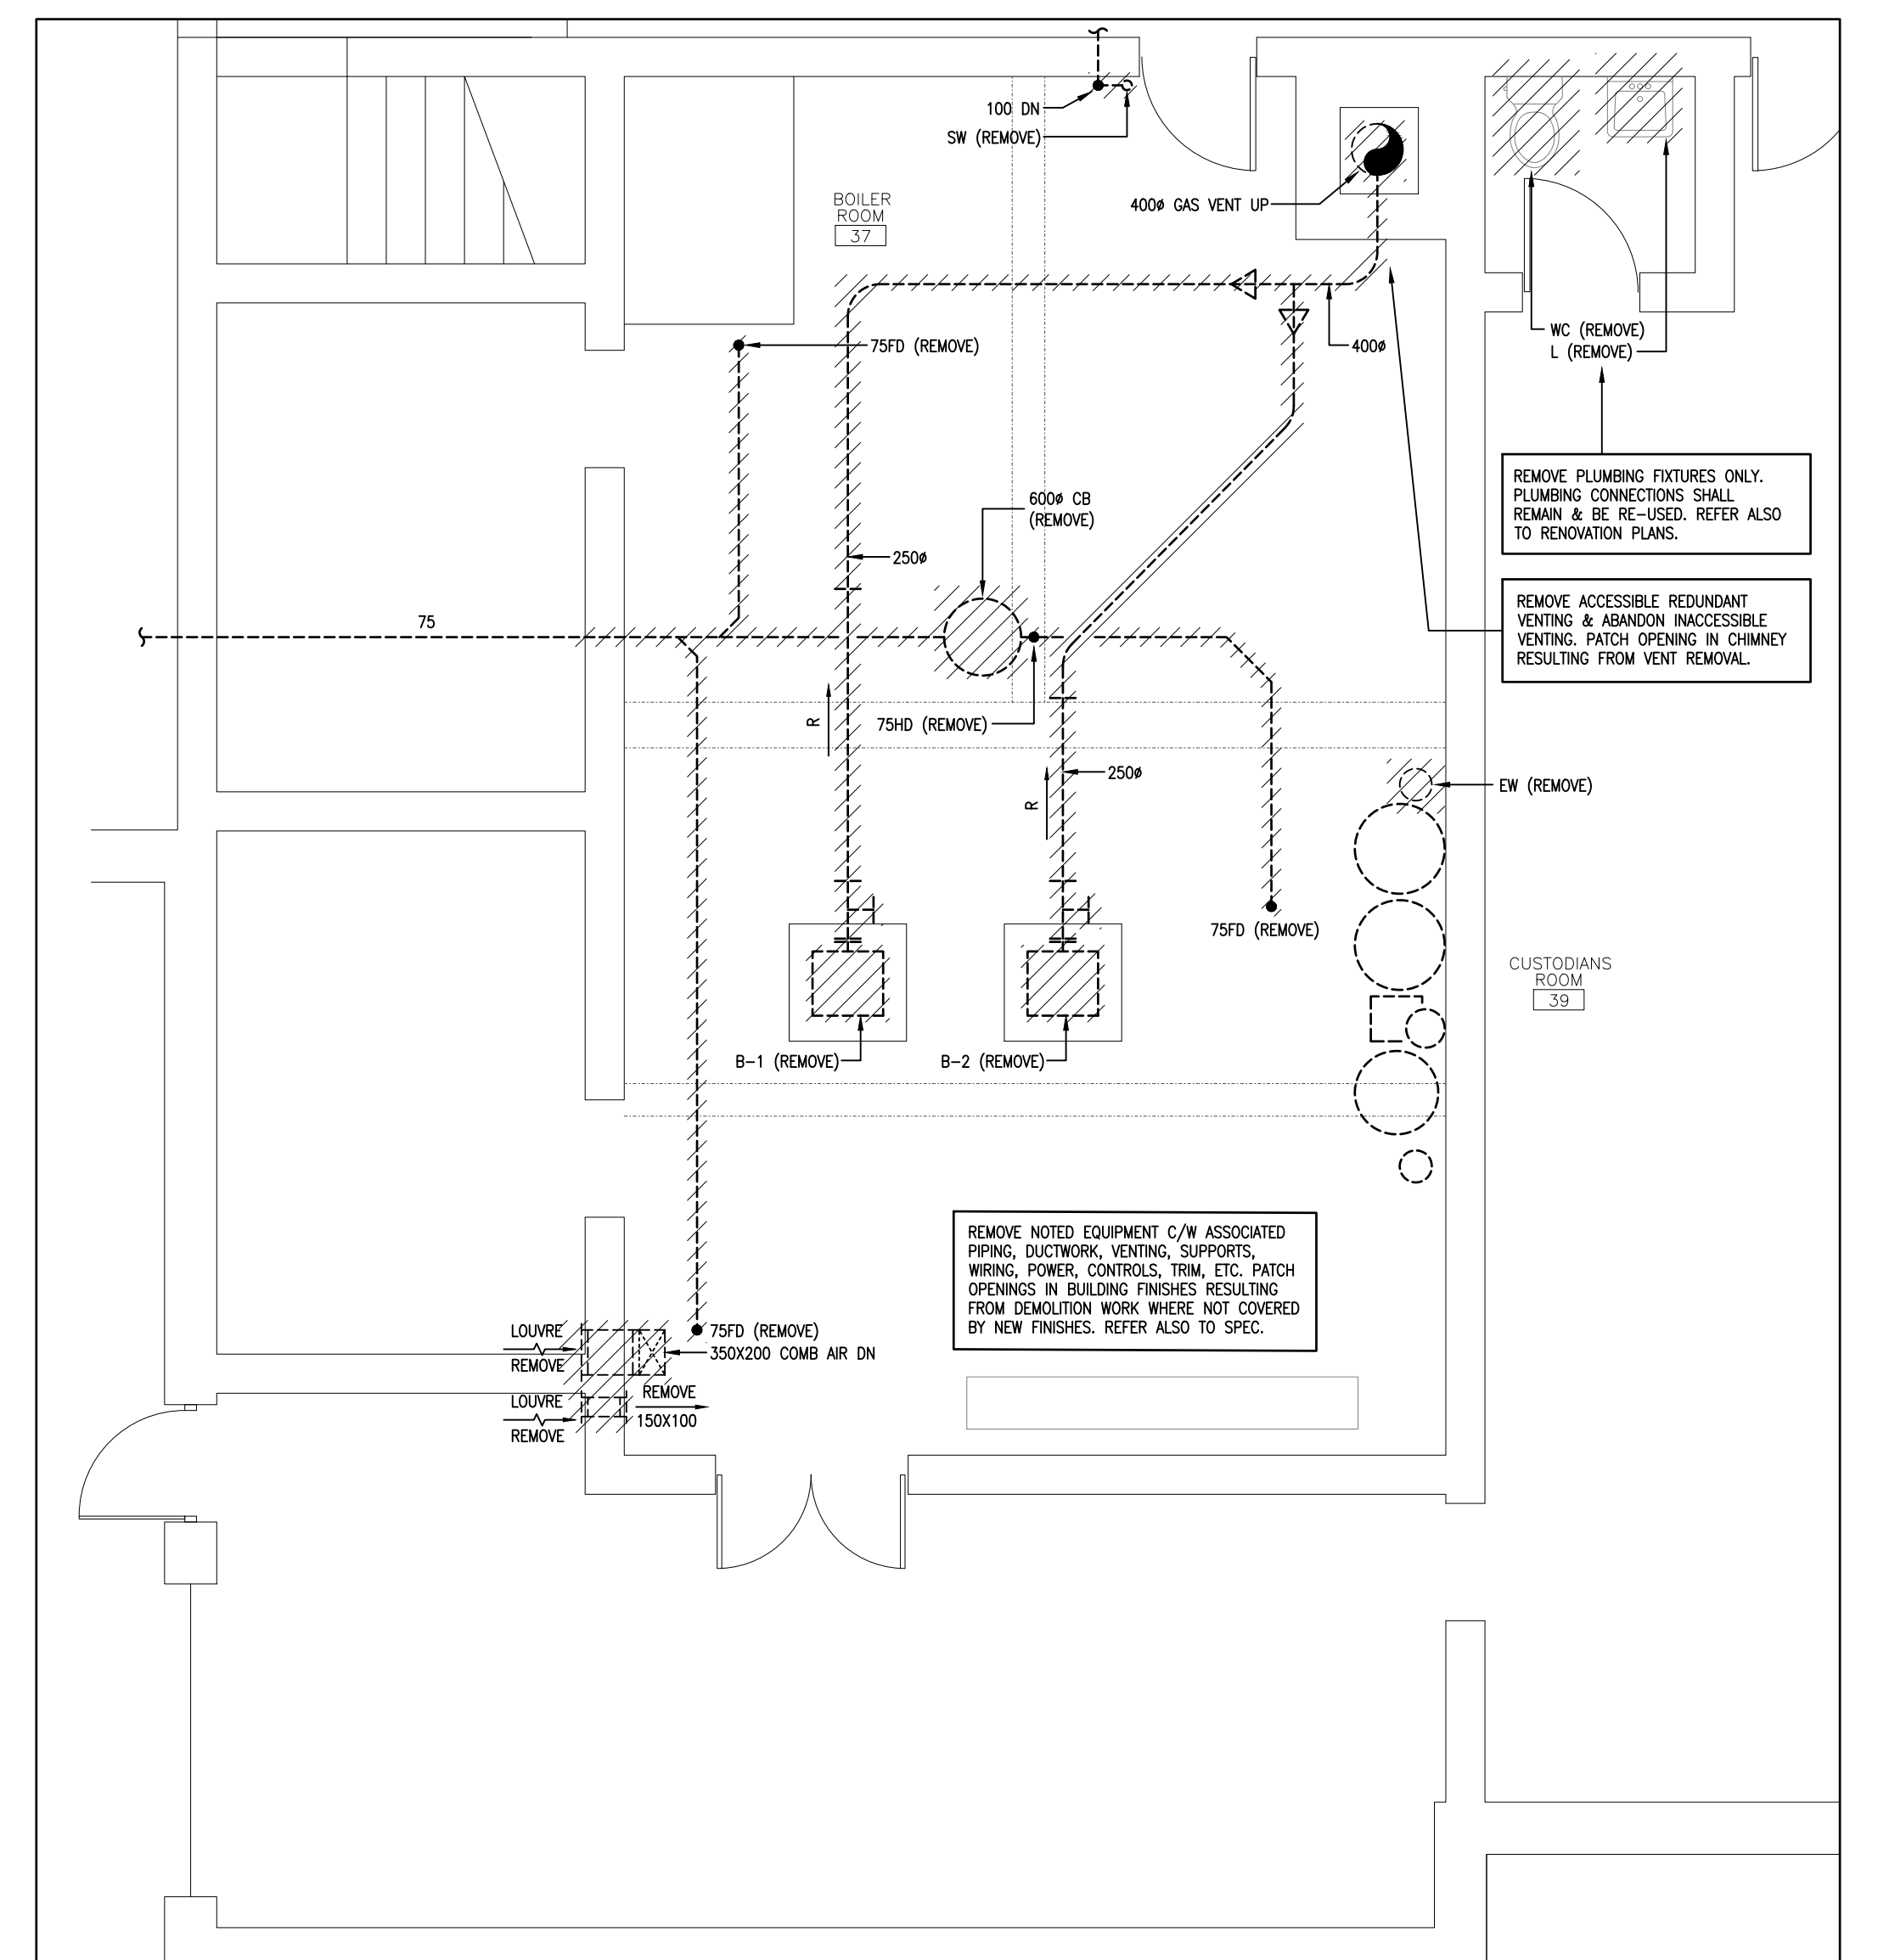 100 DN
SW (REMOVE)
BOILER
ROOM
37
400ø GAS VENT UP
75FD (REMOVE)
400ø
WC (REMOVE)
L (REMOVE)
REMOVE PLUMBING FIXTURES ONLY.
PLUMBING CONNECTIONS SHALL
REMAIN & BE RE-USED. REFER ALSO
TO RENOVATION PLANS.
600ø CB
(REMOVE)
250ø
REMOVE ACCESSIBLE REDUNDANT
VENTING & ABANDON INACCESSIBLE
VENTING. PATCH OPENING IN CHIMNEY
RESULTING FROM VENT REMOVAL.
75
R
75HD (REMOVE)
250ø
R
EW (REMOVE)
75FD (REMOVE)
CUSTODIANS
ROOM
39
B-1 (REMOVE)
B-2 (REMOVE)
REMOVE NOTED EQUIPMENT C/W ASSOCIATED
PIPING, DUCTWORK, VENTING, SUPPORTS,
WIRING, POWER, CONTROLS, TRIM, ETC. PATCH
OPENINGS IN BUILDING FINISHES RESULTING
FROM DEMOLITION WORK WHERE NOT COVERED
BY NEW FINISHES. REFER ALSO TO SPEC.
LOUVRE
REMOVE
75FD (REMOVE)
350X200 COMB AIR DN
LOUVRE
REMOVE
REMOVE
150X100